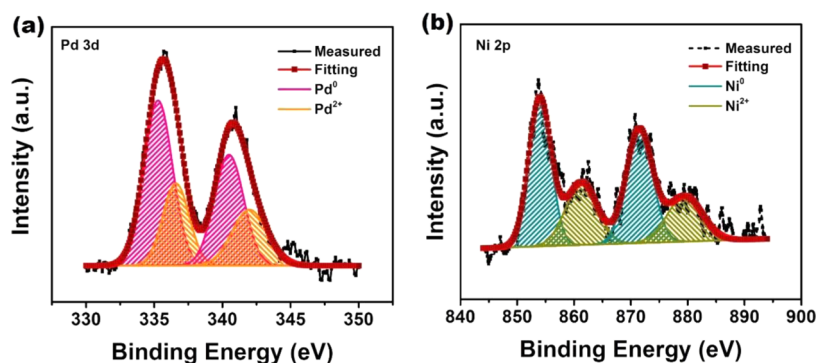 (a)
Pd 3d
Measured
Fitting
Pd0
Pd2+
Intensity (a.u.)
330 335 340 345 350
Binding Energy (eV)
(b)
Ni 2p
Measured
Fitting
Ni0
Ni2+
Intensity (a.u.)
840 850 860 870 880 890 900
Binding Energy (eV)